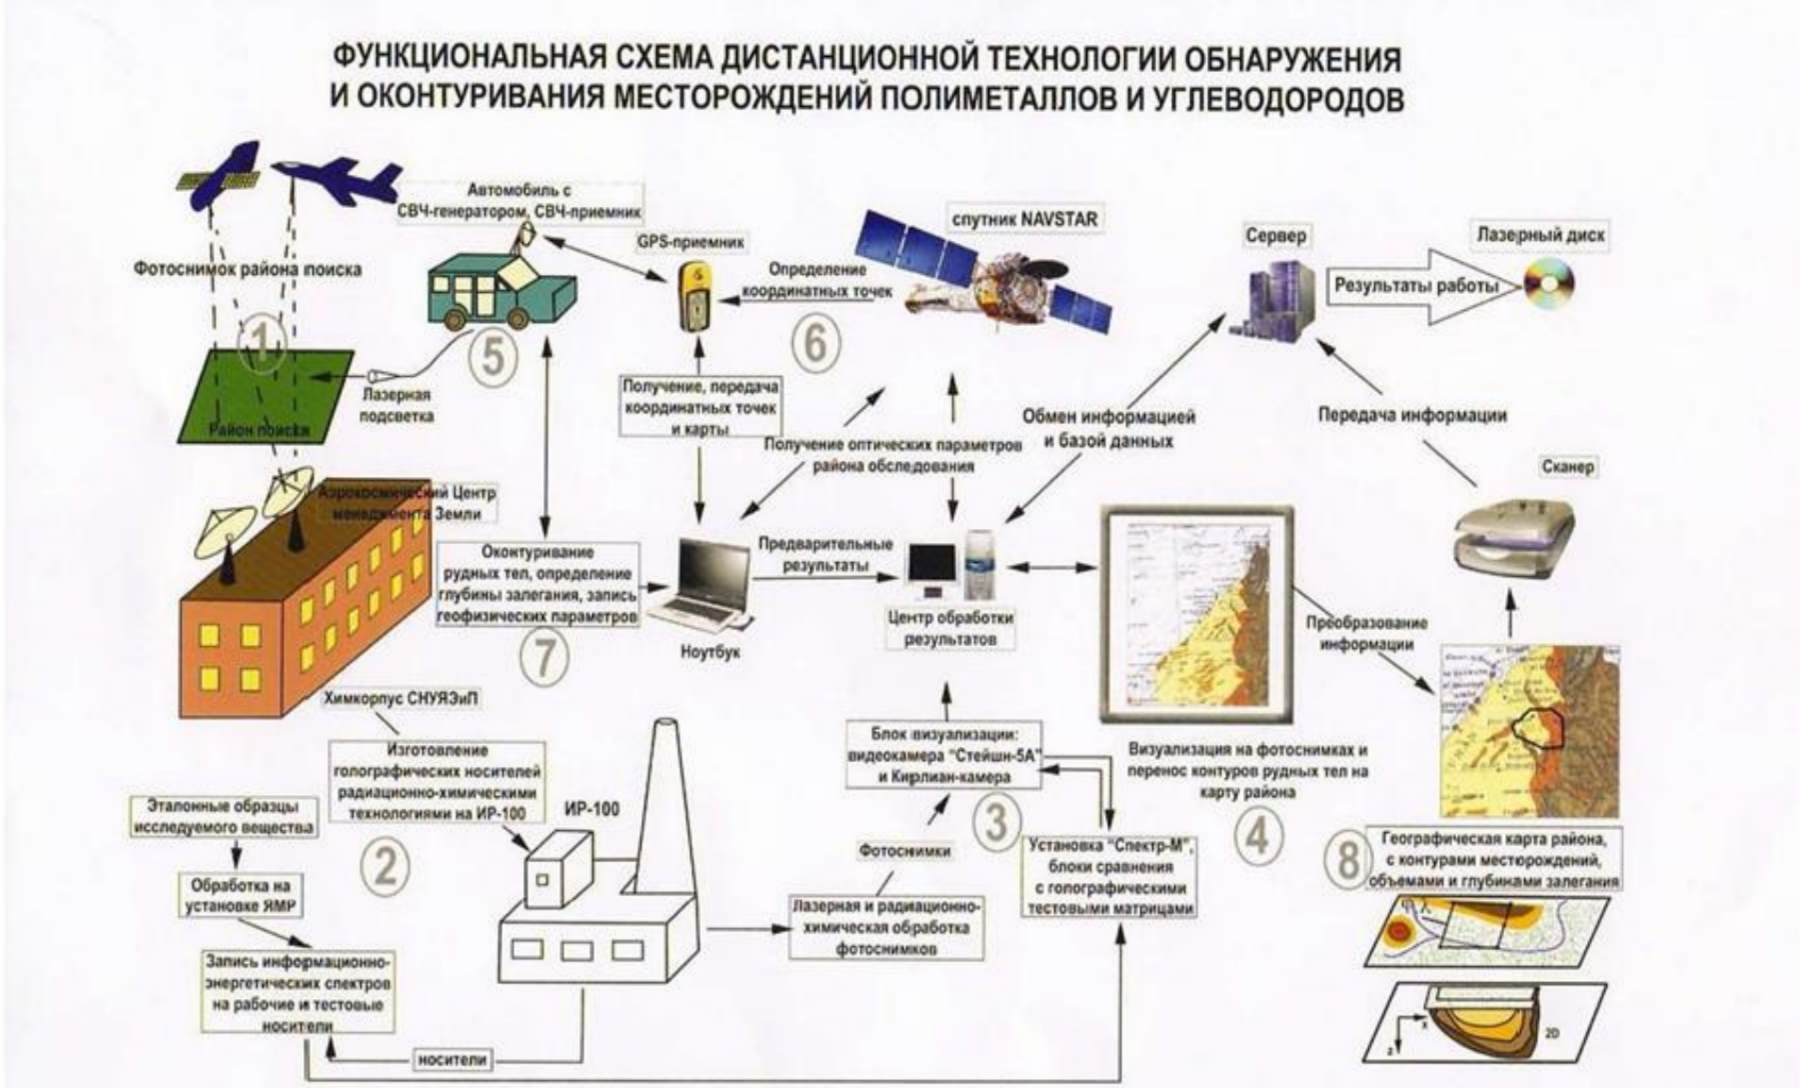 ФУНКЦИОНАЛЬНАЯ СХЕМА ДИСТАНЦИОННОЙ ТЕХНОЛОГИИ ОБНАРУЖЕНИЯ
И ОКОНТУРИВАНИЯ МЕСТОРОЖДЕНИЙ ПОЛИМЕТАЛЛОВ И УГЛЕВОДОРОДОВ
Фотоснимок района поиска
1
Район поиска
Лазерная
подсветка
Автомобиль с
СВЧ-генератором, СВЧ-приемник
5
GPS-приемник
Определение
координатных точек
6
спутник NAVSTAR
Сервер
Результаты работы
Лазерный диск
Получение, передача
координатных точек
и карты
Получение оптических параметров
района обследования
Обмен информацией
и базой данных
Передача информации
Сканер
Аэрокосмический Центр
менеджмента Земли
Оконтуривание
рудных тел, определение
глубины залегания, запись
геофизических параметров
7
Ноутбук
Предварительные
результаты
Центр обработки
результатов
Преобразование
информации
Химкорпус СНУЯЭиП
Изготовление
голографических носителей
радиационно-химическими
технологиями на ИР-100
2
ИР-100
Эталонные образцы
исследуемого вещества
Обработка на
установке ЯМР
Запись информационно-
энергетических спектров
на рабочие и тестовые
носители
носители
Блок визуализации:
видеокамера "Стейшн-5А"
и Кирлиан-камера
3
Фотоснимки
Лазерная и радиационно-
химическая обработка
фотоснимков
Установка "Спектр-М",
блоки сравнения
с голографическими
тестовыми матрицами
Визуализация на фотоснимках и
перенос контуров рудных тел на
карту района
4
8
Географическая карта района,
с контурами месторождений,
объемами и глубинами залегания
x
z
2D